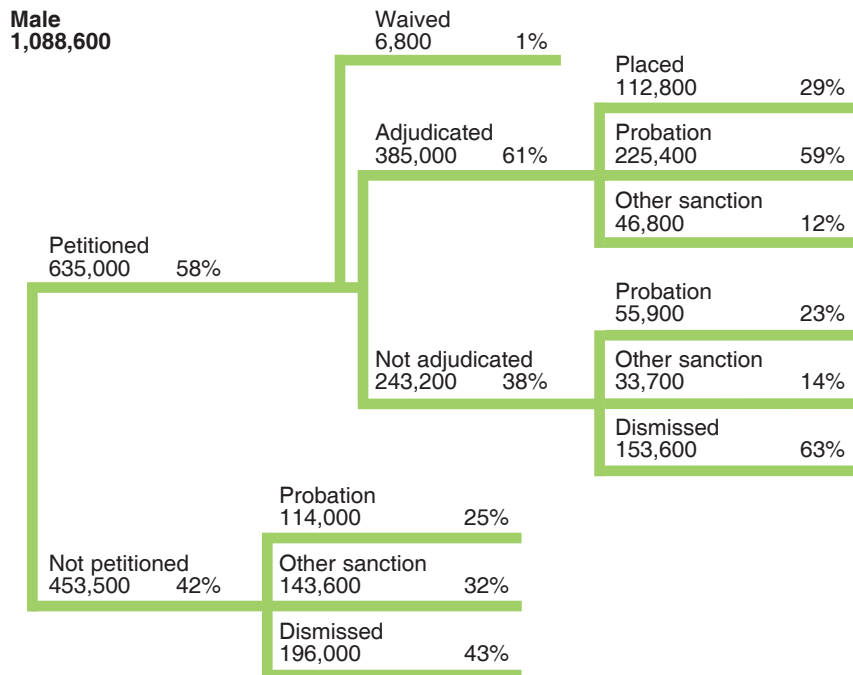 Male
1,088,600
Waived
6,800 1%
Placed
112,800 29%
Adjudicated
385,000 61%
Probation
225,400 59%
Other sanction
46,800 12%
Petitioned
635,000 58%
Probation
55,900 23%
Not adjudicated
243,200 38%
Other sanction
33,700 14%
Dismissed
153,600 63%
Probation
114,000 25%
Not petitioned
453,500 42%
Other sanction
143,600 32%
Dismissed
196,000 43%